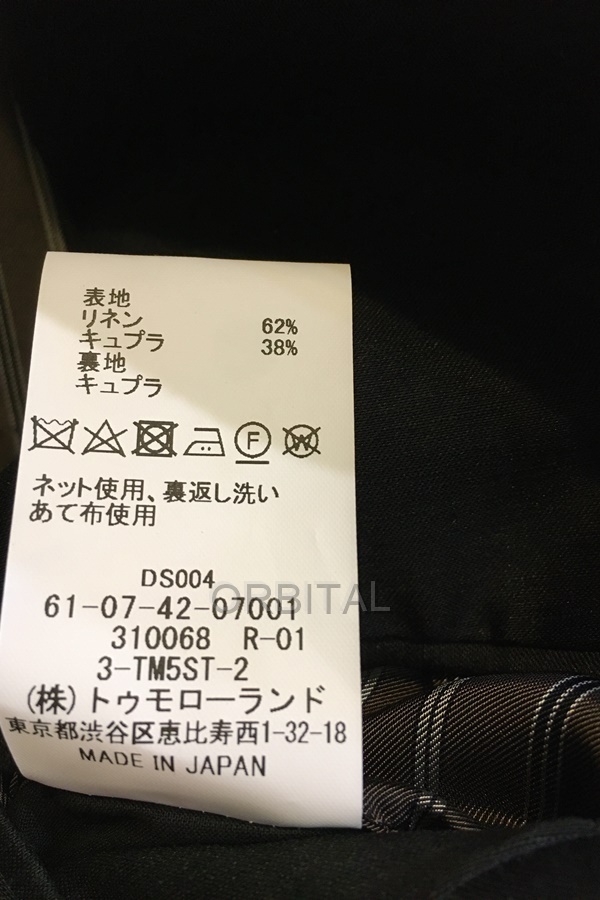 表地
リネン 62%
キュプラ 38%
裏地
キュプラ
F W
ネット使用、裏返し洗い
あて布使用
DS004
ORBITAL
61-07-42-07001
310068 R-01
3-TM5ST-2
(株)トゥモローランド
東京都渋谷区恵比寿西1-32-18
MADE IN JAPAN